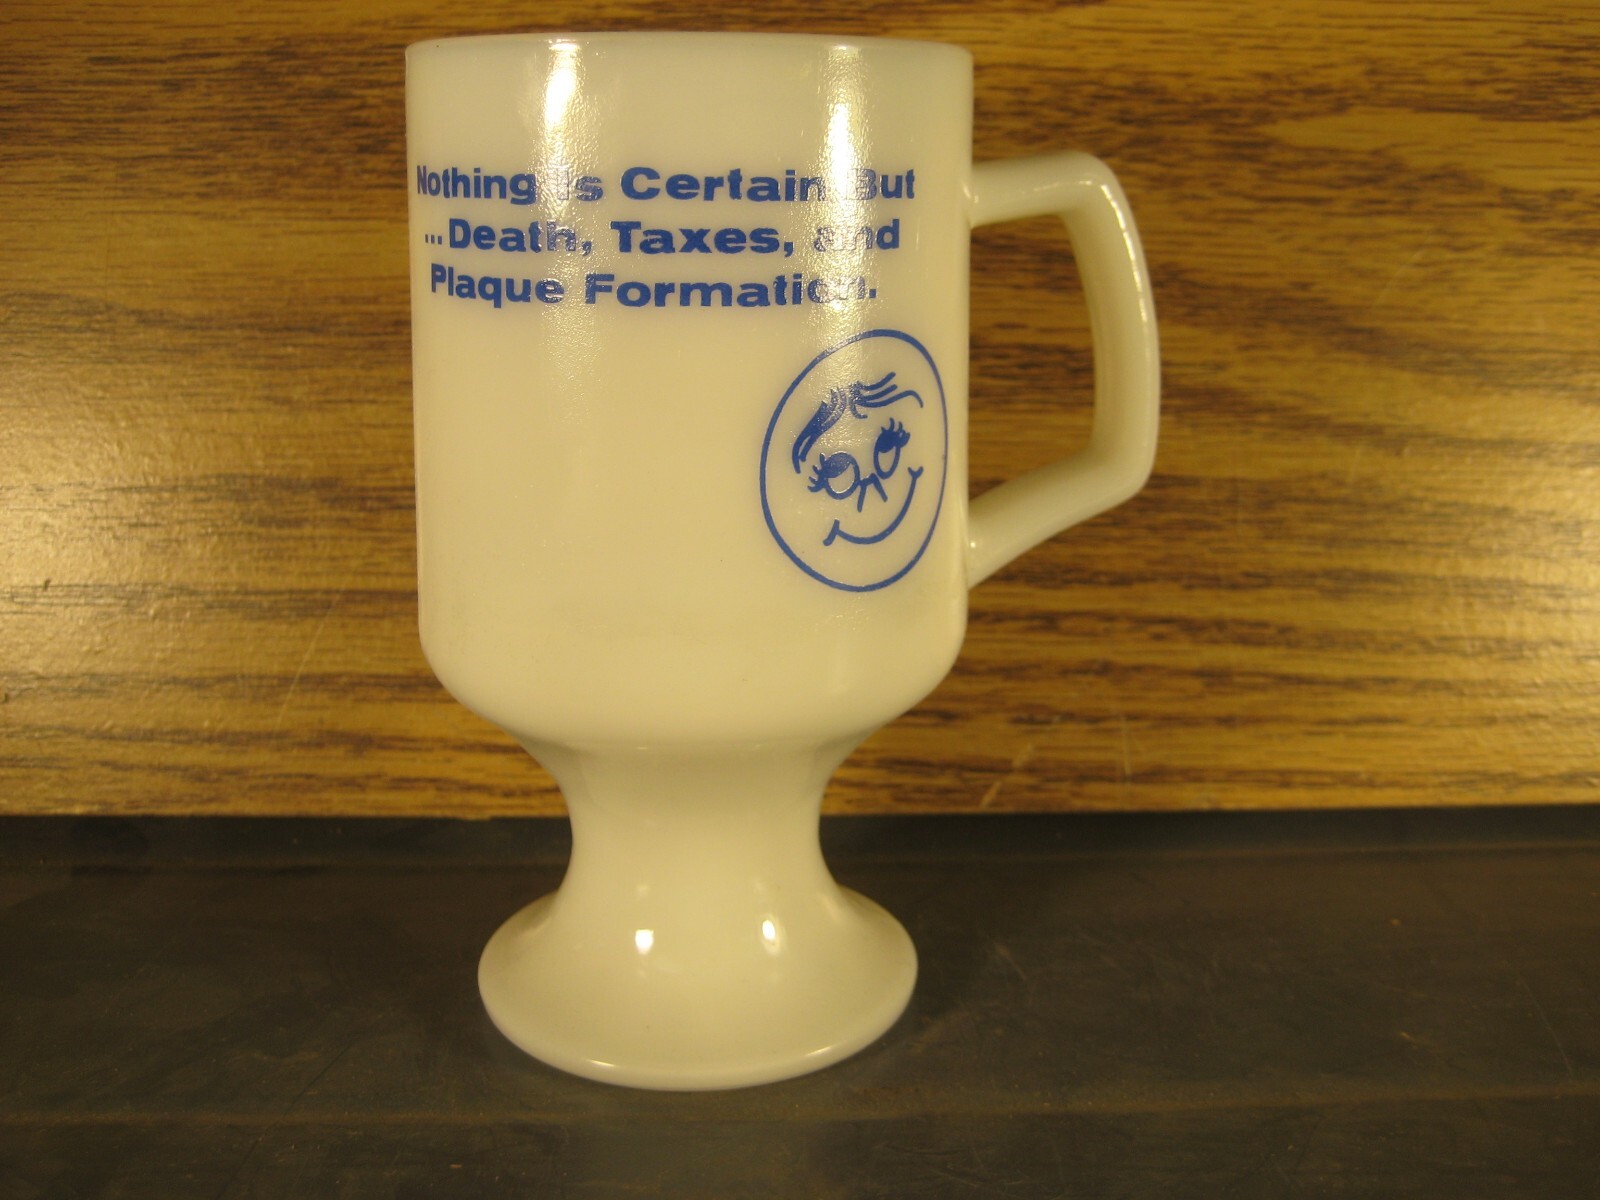 Nothing Is Certain But
...Death, Taxes, and
Plaque Formation.